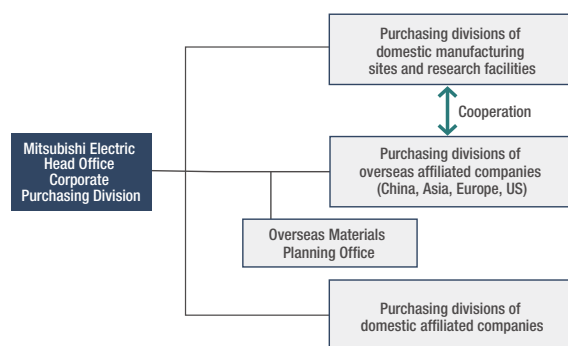 Purchasing divisions of
domestic manufacturing
sites and research facilities
Cooperation
Mitsubishi Electric
Head Office
Corporate
Purchasing Division
Purchasing divisions of
overseas affiliated companies
(China, Asia, Europe, US)
Overseas Materials
Planning Office
Purchasing divisions of
domestic affiliated companies